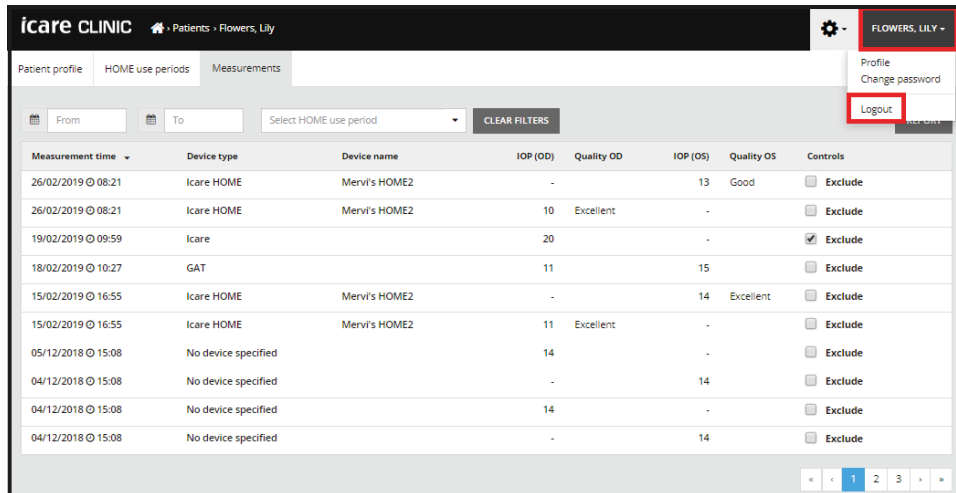 icare CLINIC › Patients › Flowers, Lily FLOWERS, LILY
Patient profile HOME use periods Measurements Profile
Change password
From To Select HOME use period CLEAR FILTERS Logout
REPORT
Measurement time Device type Device name IOP (OD) Quality OD IOP (OS) Quality OS Controls
26/02/2019 08:21 Icare HOME Mervi's HOME2 - 13 Good Exclude
26/02/2019 08:21 Icare HOME Mervi's HOME2 10 Excellent - Exclude
19/02/2019 09:59 Icare 20 - Exclude
18/02/2019 10:27 GAT 11 15 Exclude
15/02/2019 16:55 Icare HOME Mervi's HOME2 - 14 Excellent Exclude
15/02/2019 16:55 Icare HOME Mervi's HOME2 11 Excellent - Exclude
05/12/2018 15:08 No device specified 14 - Exclude
04/12/2018 15:08 No device specified - 14 Exclude
04/12/2018 15:08 No device specified 14 - Exclude
04/12/2018 15:08 No device specified - 14 Exclude
« ‹ 1 2 3 › »